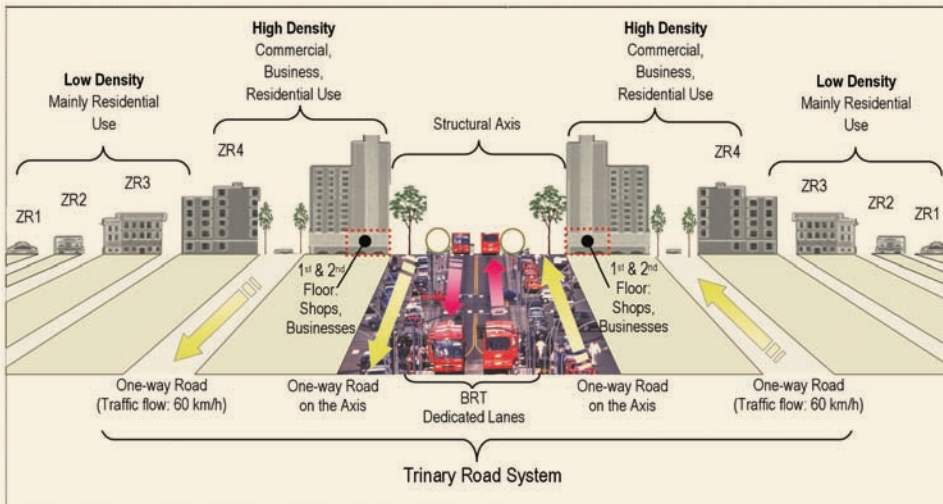 High Density
Commercial,
Business,
Residential Use
High Density
Commercial,
Business,
Residential Use
Low Density
Mainly Residential
Use
Low Density
Mainly Residential
Use
Structural Axis
ZR4
ZR4
ZR3
ZR3
ZR2
ZR2
ZR1
ZR1
1st & 2nd
Floor:
Shops,
Businesses
1st & 2nd
Floor:
Shops,
Businesses
One-way Road
(Traffic flow: 60 km/h)
One-way Road
on the Axis
BRT
Dedicated Lanes
One-way Road
on the Axis
One-way Road
(Traffic flow: 60 km/h)
Trinary Road System